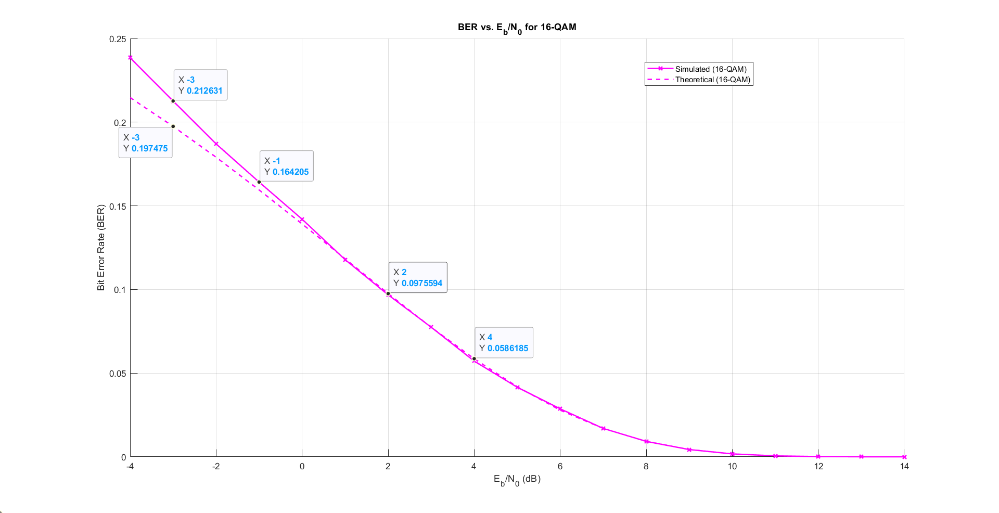 BER vs. Eb/N0 for 16-QAM
0.25
0.2
0.15
0.1
0.05
0
Bit Error Rate (BER)
Simulated (16-QAM)
Theoretical (16-QAM)
X -3
Y 0.212631
X -3
Y 0.197475
X -1
Y 0.164205
X 2
Y 0.0975594
X 4
Y 0.0586185
-4
-2
0
2
4
6
8
10
12
14
Eb/N0 (dB)